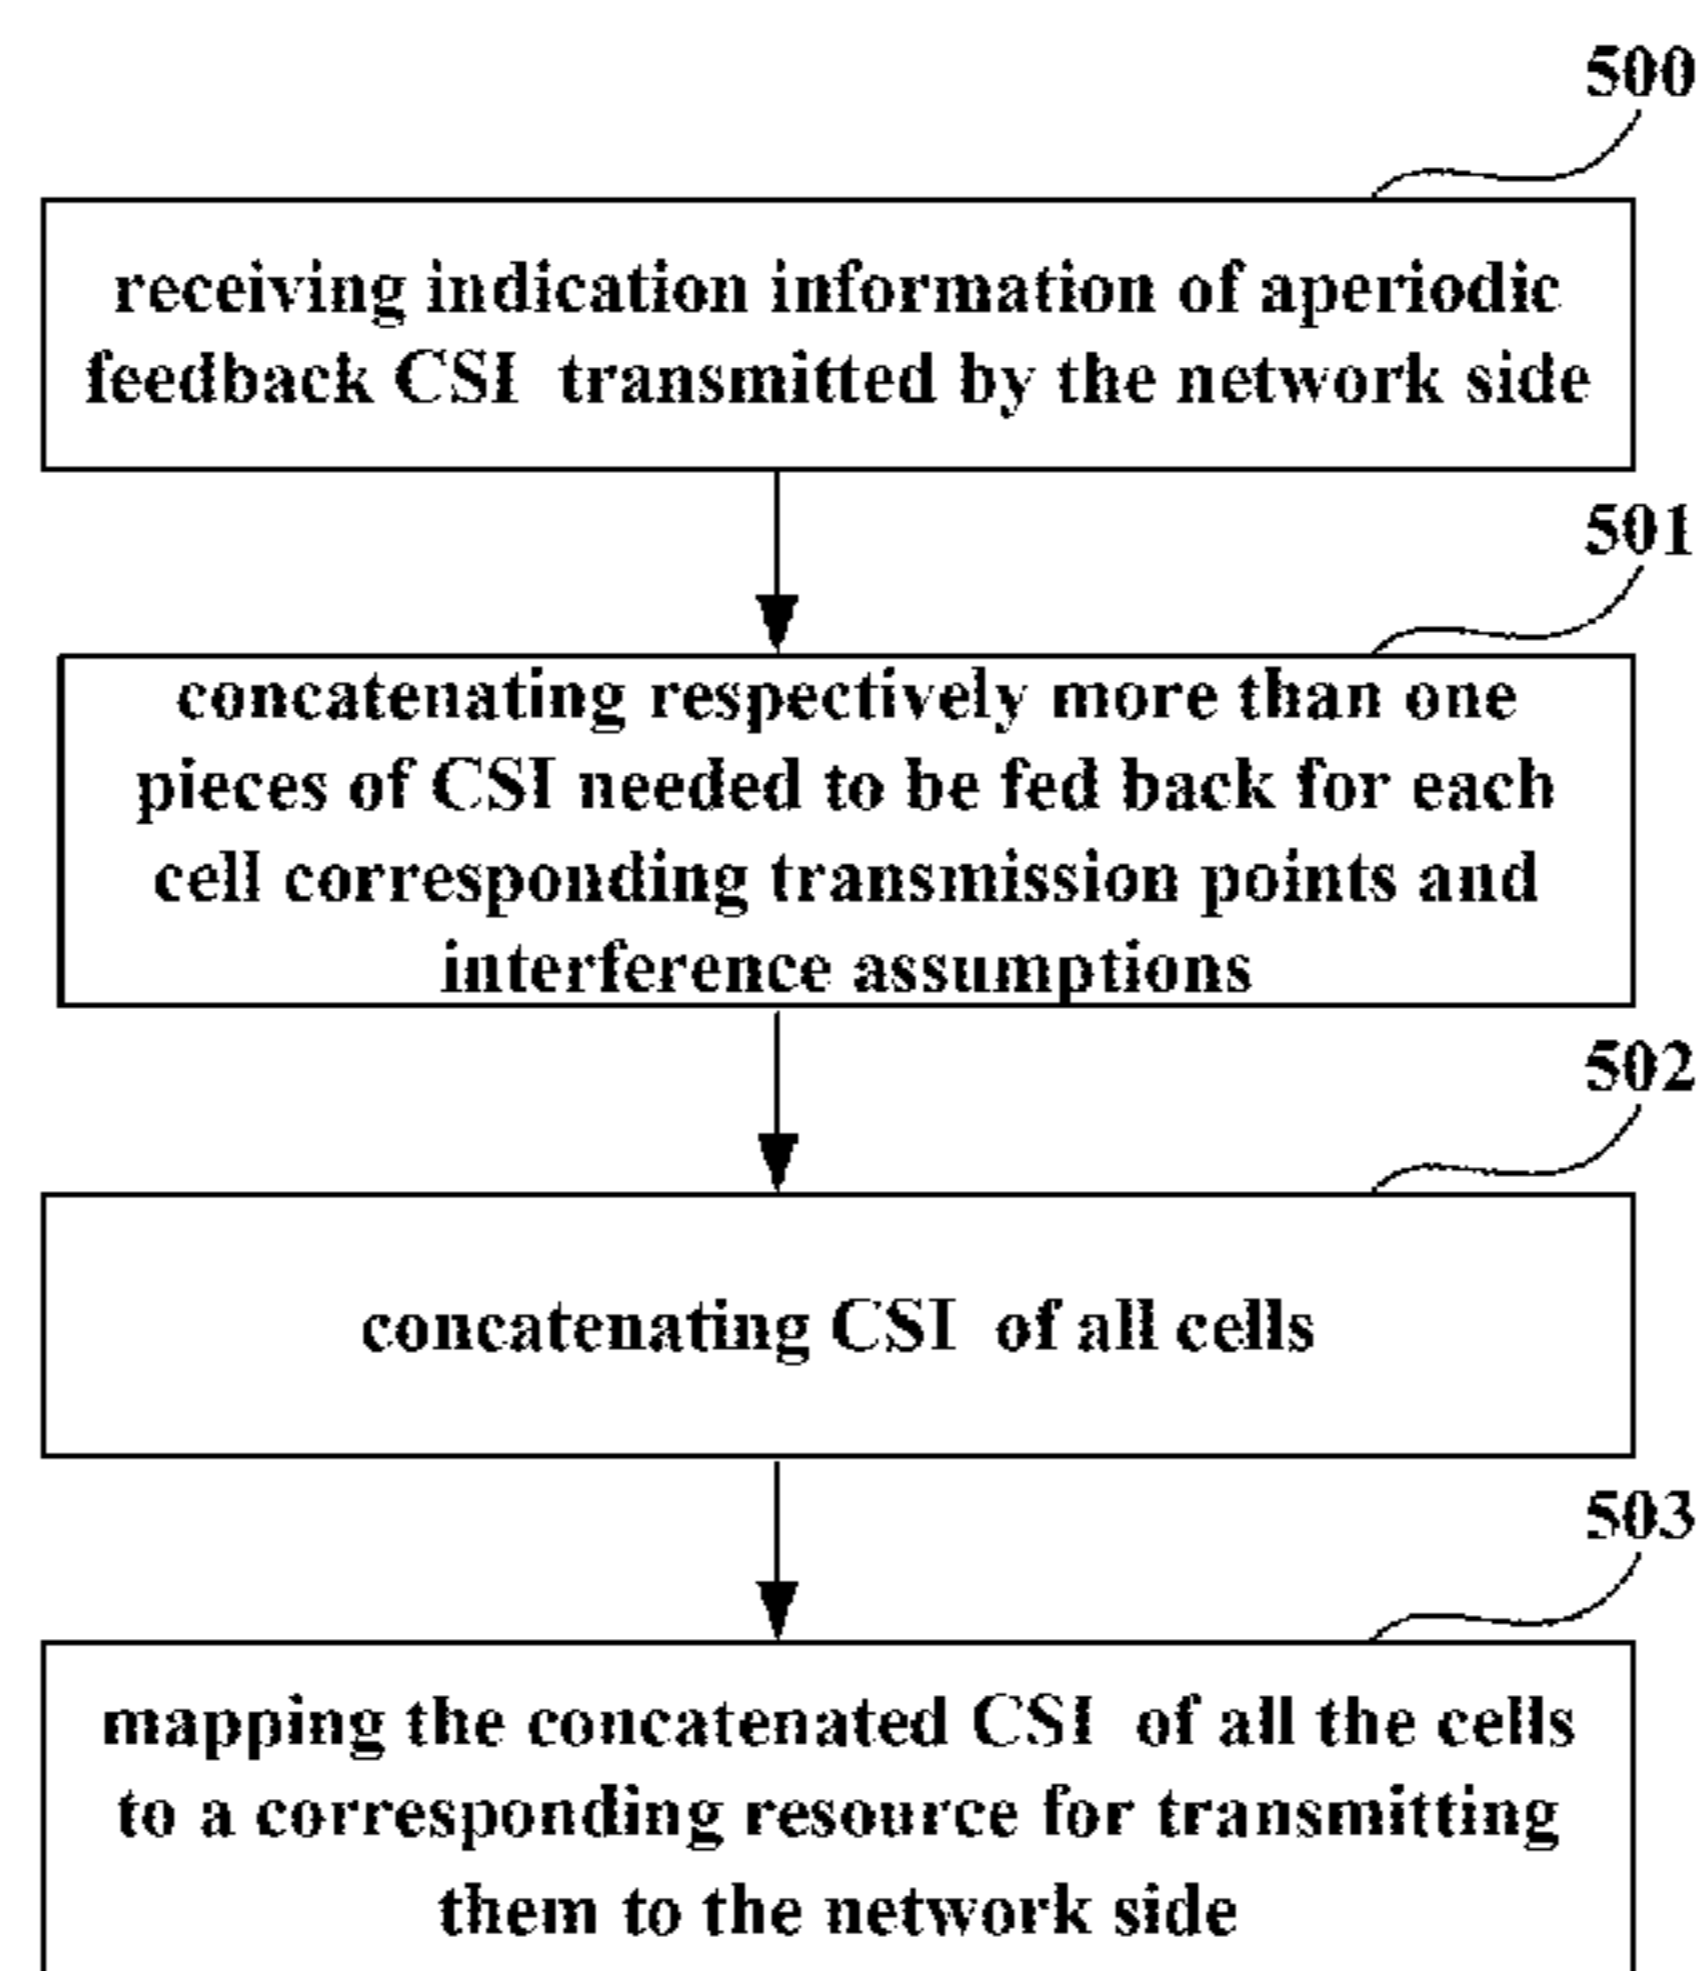 500
receiving indication information of aperiodic
feedback CSI transmitted by the network side
501
concatenating respectively more than one
pieces of CSI needed to be fed back for each
cell corresponding transmission points and
interference assumptions
502
concatenating CSI of all cells
503
mapping the concatenated CSI of all the cells
to a corresponding resource for transmitting
them to the network side